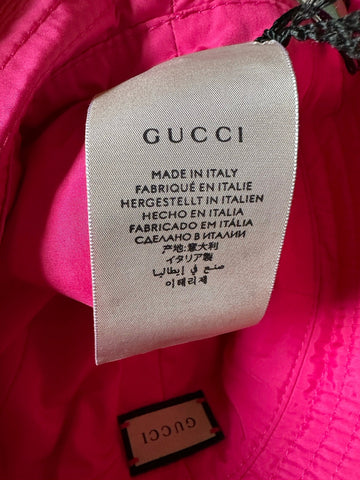 GUCCI
MADE IN ITALY
FABRIQUÉ EN ITALIE
HERGESTELLT IN ITALIEN
HECHO EN ITALIA
FABRICADO EM ITÁLIA
СДЕЛАНО В ИТАЛИИ
产地:意大利
イタリア製
صنع في إيطاليا
이태리제
GUCCI